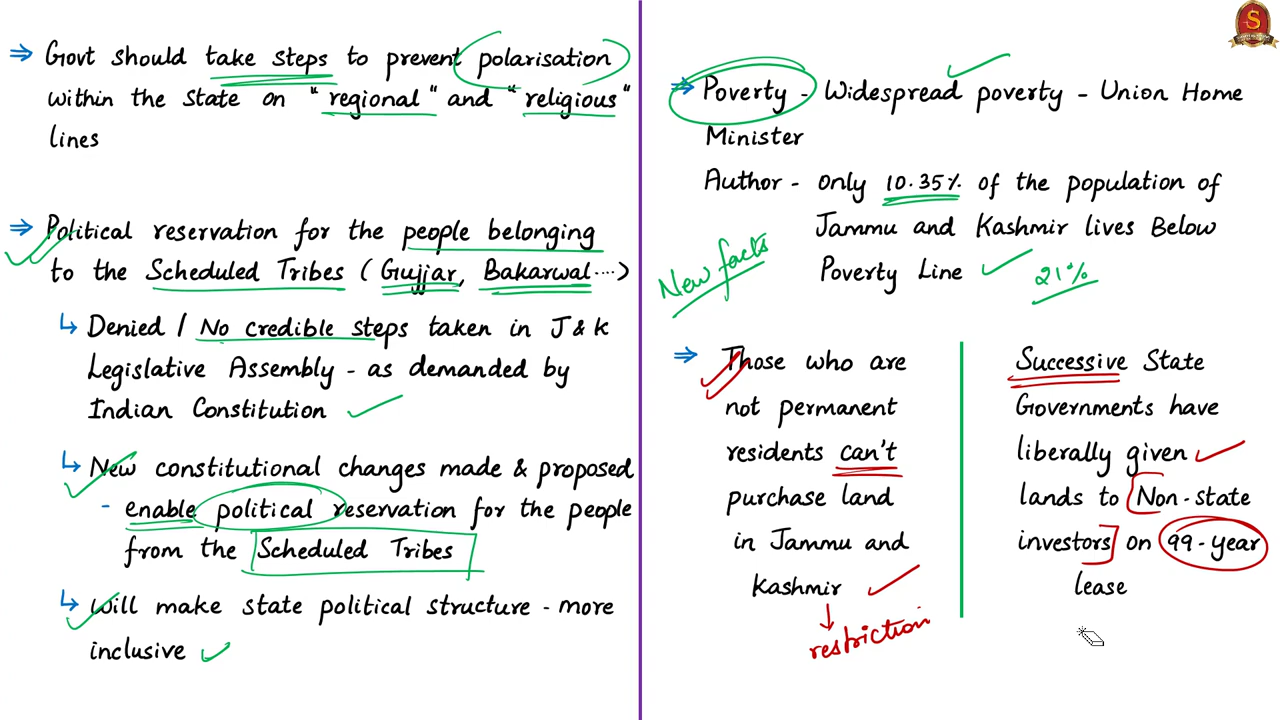 ⇒ Govt should take steps to prevent polarisation
within the State on "regional" and "religious"
lines
⇒ Political reservation for the people belonging
to the Scheduled Tribes (Gujjar, Bakarwal....)
↳ Denied / No credible steps taken in J & K
Legislative Assembly - as demanded by
Indian Constitution
↳ New constitutional changes made & proposed
- enable political reservation for the people
from the Scheduled Tribes
↳ Will make state political structure - more
inclusive
⇒ Poverty - Widespread poverty - Union Home
Minister
Author - Only 10.35% of the population of
Jammu and Kashmir lives Below
Poverty Line
21%
New facts
⇒ Those who are
not permanent
residents can't
purchase land
in Jammu and
Kashmir
↓
restriction
Successive State
Governments have
liberally given
lands to Non-state
investors on 99-year
lease
S